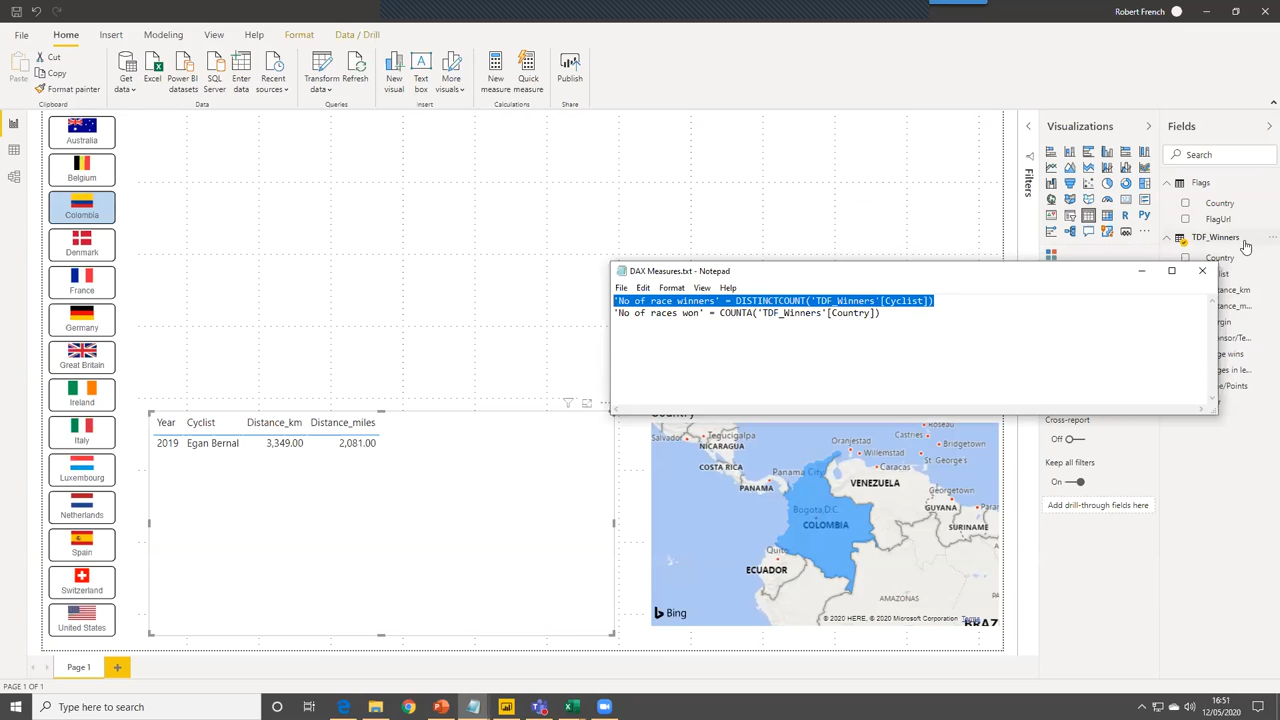 Robert French
File
Home
Insert
Modeling
View
Help
Format
Data / Drill
Paste
Cut
Copy
Format painter
Clipboard
Get data
Excel
Power BI datasets
SQL Server
Enter data
Recent sources
Data
Transform data
Refresh
Queries
New visual
Text box
More visuals
Insert
New measure
Quick measure
Calculations
Publish
Share
Australia
Belgium
Colombia
Denmark
France
Germany
Great Britain
Ireland
Italy
Luxembourg
Netherlands
Spain
Switzerland
United States
Filters
Visualizations
Fields
Search
Flags
Country
FlagUrl
TDF_Winners
Country
DAX Measures.txt - Notepad
File Edit Format View Help
'No of race winners' = DISTINCTCOUNT('TDF_Winners'[Cyclist])
'No of races won' = COUNTA('TDF_Winners'[Country])
Year Cyclist Distance_km Distance_miles
2019 Egan Bernal 3,349.00 2,081.00
Country
Salvador
Tegucigalpa
NICARAGUA
COSTA RICA
Panama City
PANAMA
Oranjestad
Willemstad
Caracas
Roseau
Castries
Bridgetown
St. George's
VENEZUELA
Georgetown
GUYANA
SURINAME
Bogota D.C.
COLOMBIA
Quito
ECUADOR
AMAZONAS
BRAZ
Bing
© 2020 HERE, © 2020 Microsoft Corporation Terms
Cross-report
Off
Keep all filters
On
Add drill-through fields here
Page 1
PAGE 1 OF 1
Type here to search
16:51
12/05/2020